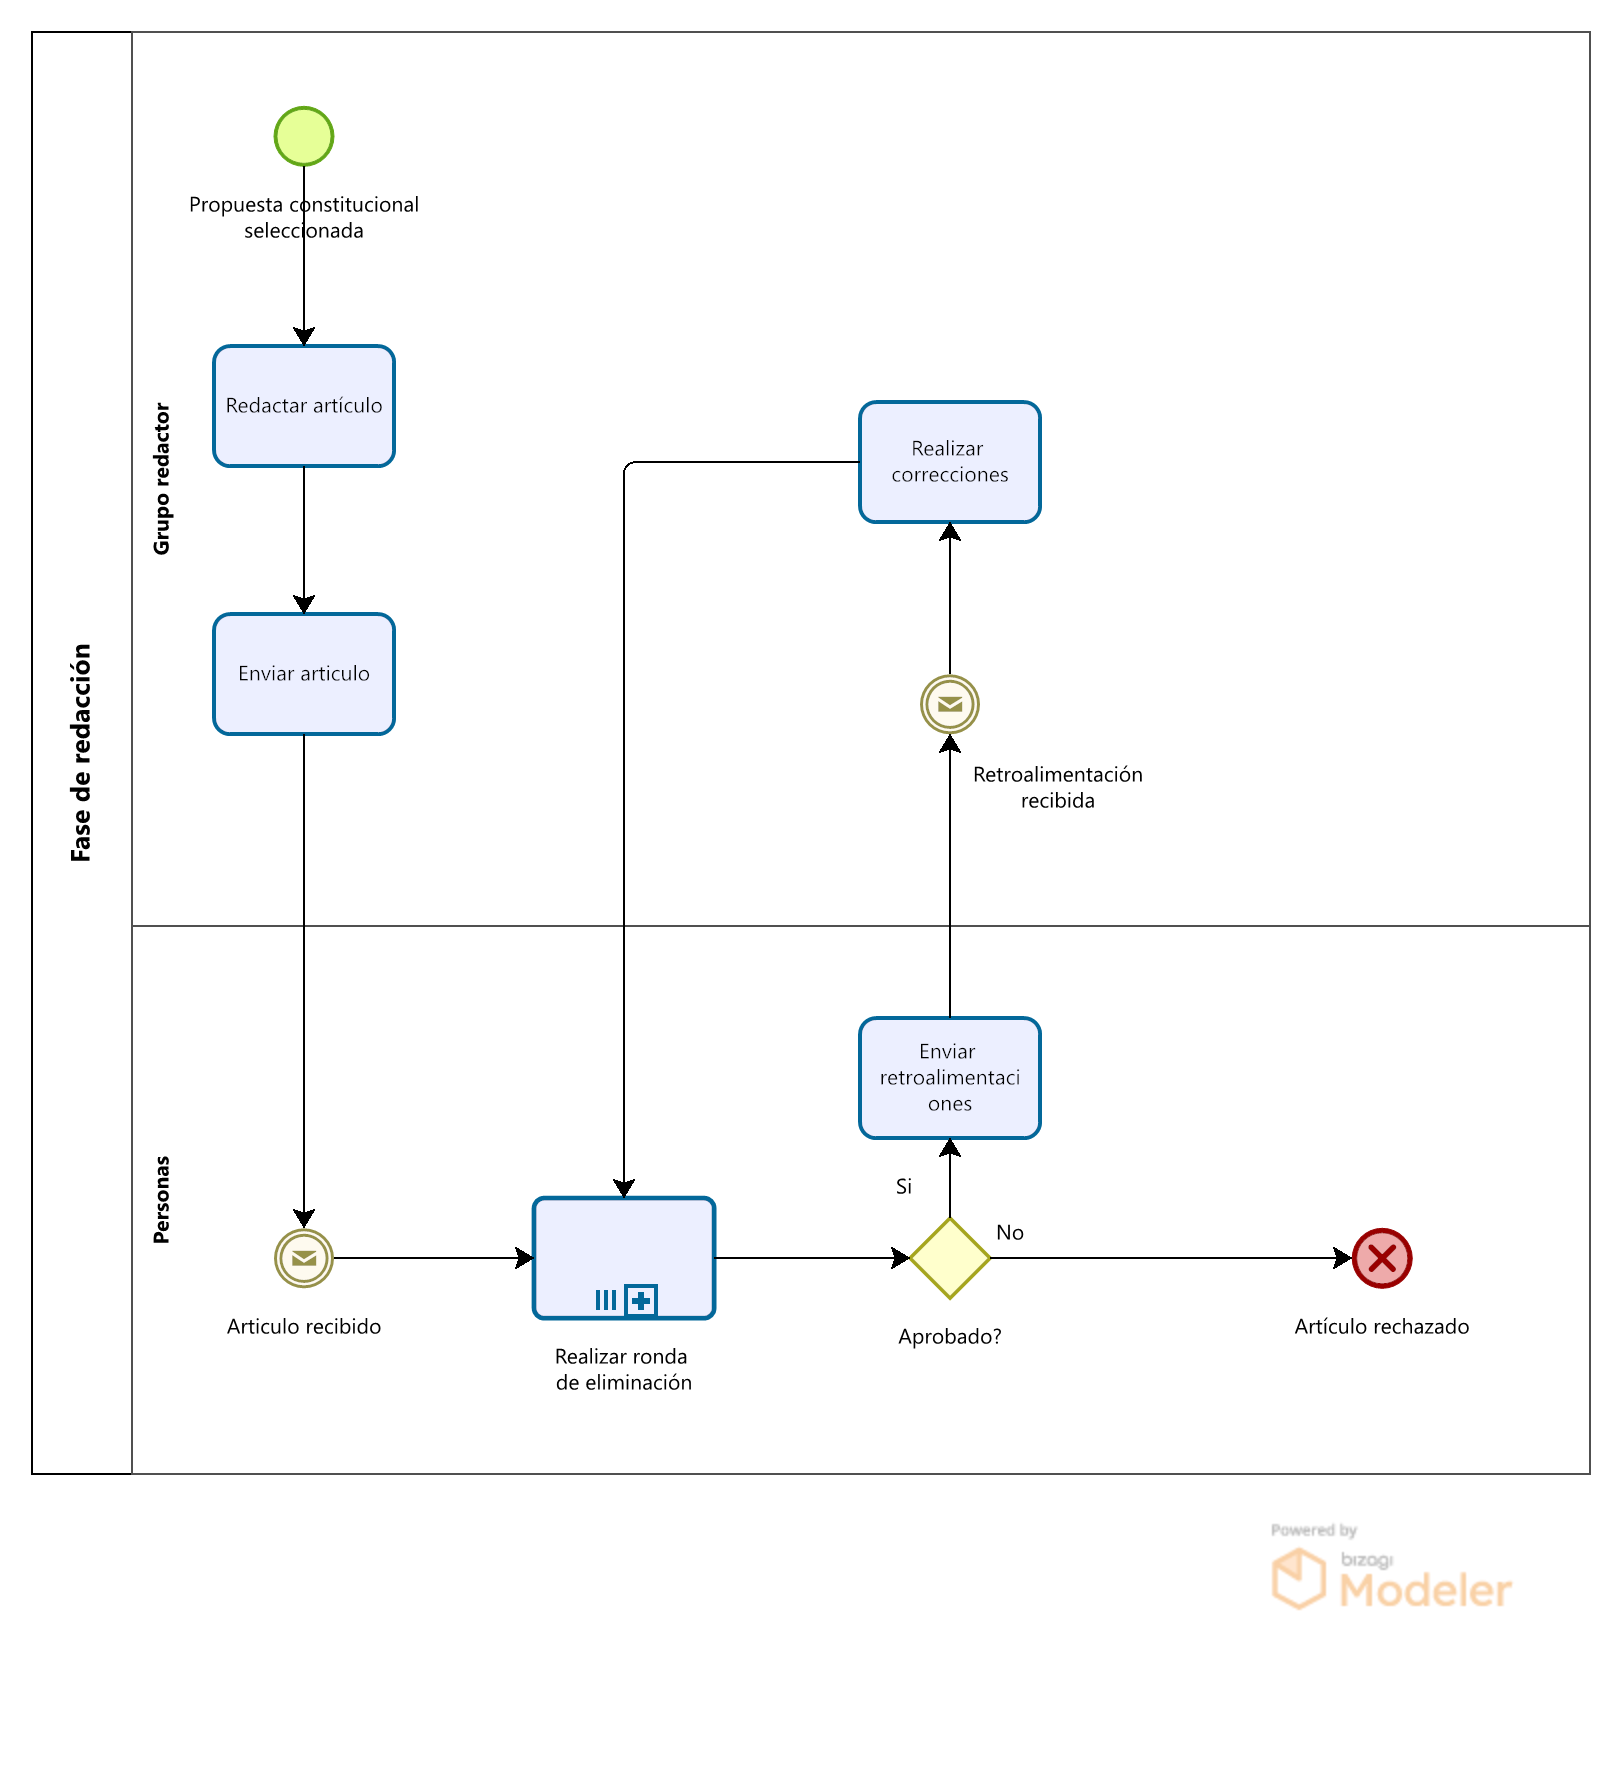 Fase de redacción
Grupo redactor
Propuesta constitucional
seleccionada
Redactar artículo
Enviar articulo
Realizar
correcciones
Retroalimentación
recibida
Personas
Enviar
retroalimentaci
ones
Si
No
Articulo recibido
Realizar ronda
de eliminación
Aprobado?
Artículo rechazado
Powered by
bizagi
Modeler